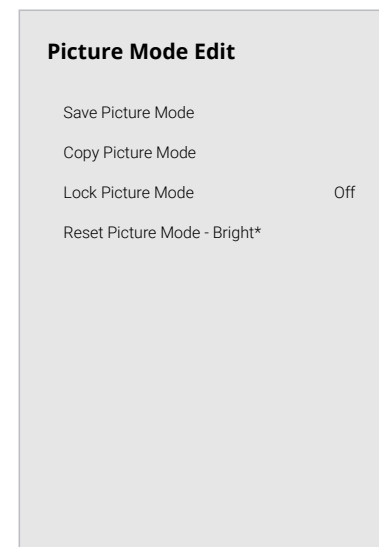 Picture Mode Edit
Save Picture Mode
Copy Picture Mode
Lock Picture Mode Off
Reset Picture Mode - Bright*